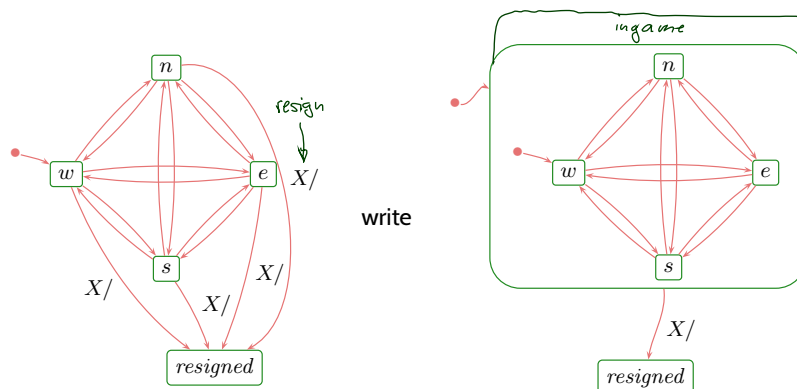 ingame
n
n
resign
w
e
X/
w
e
write
s
s
X/
X/
X/
X/
resigned
resigned